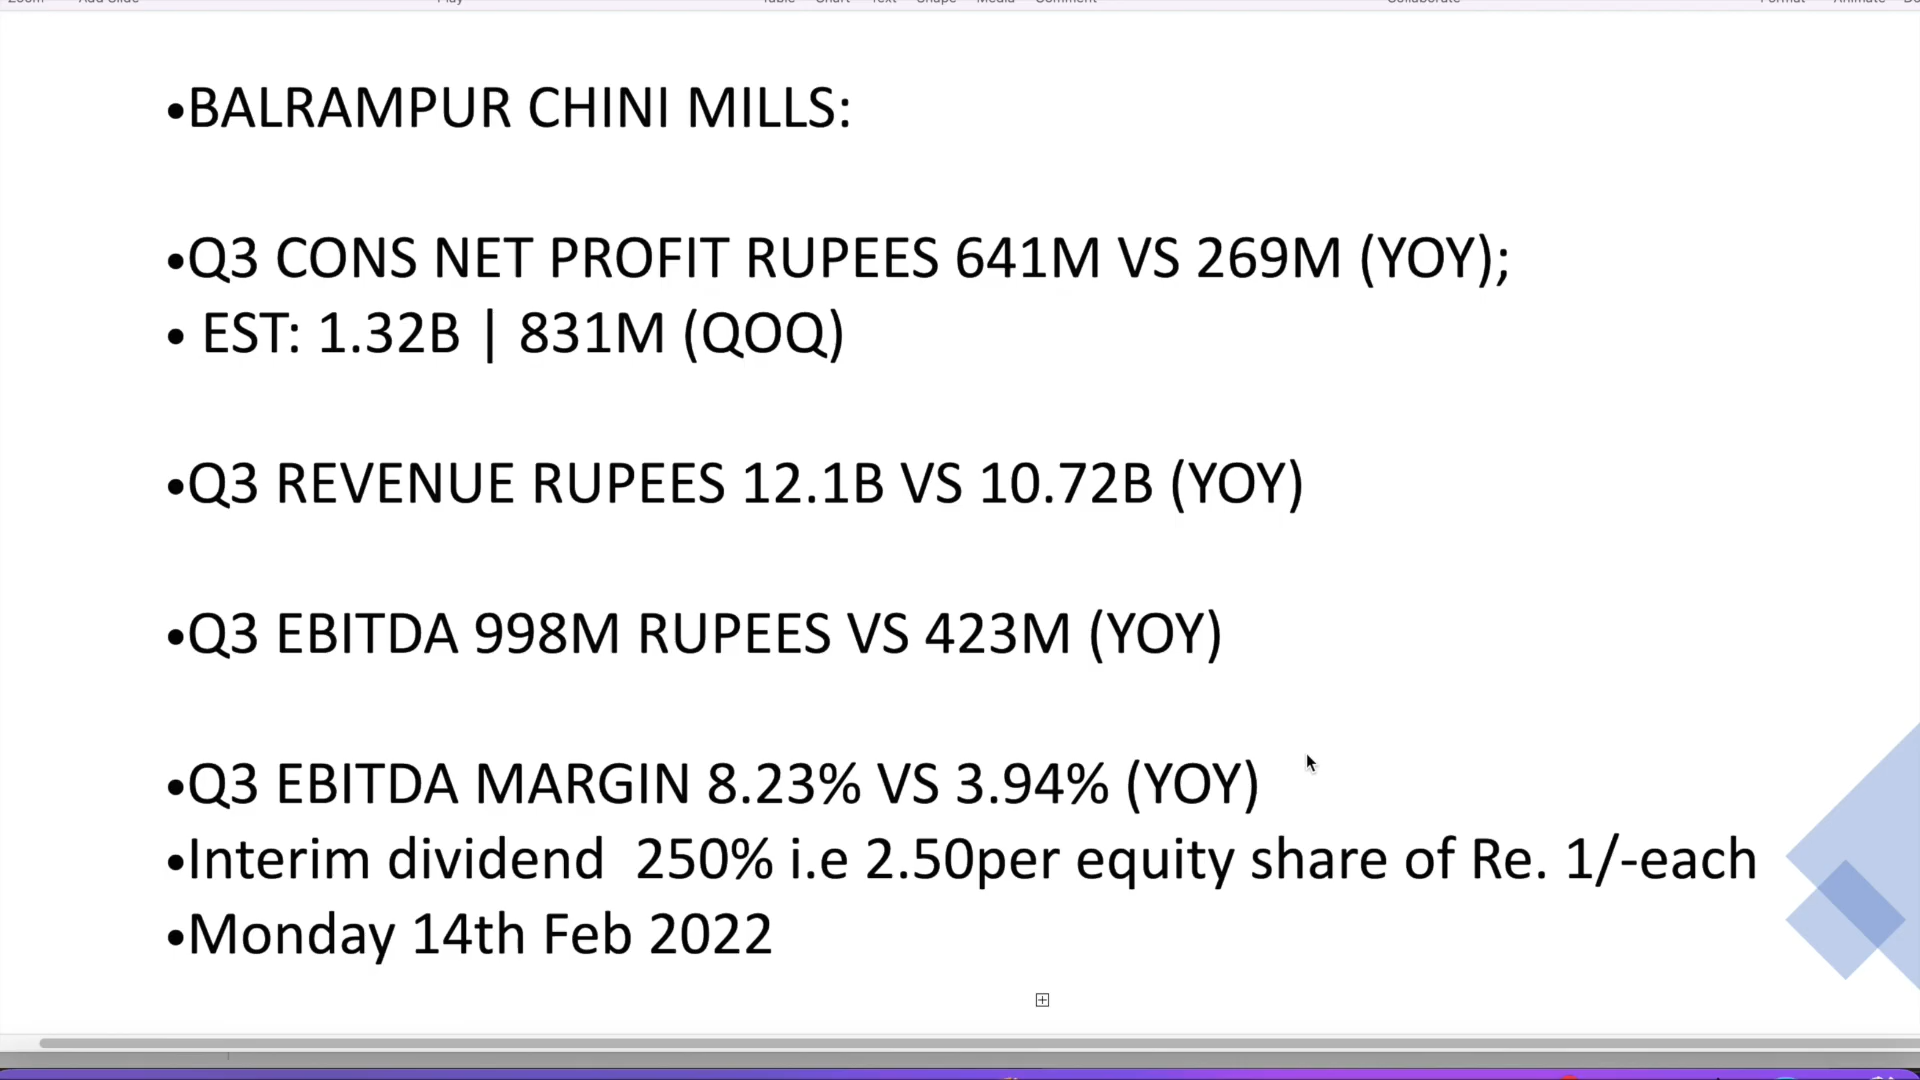 •BALRAMPUR CHINI MILLS:
•Q3 CONS NET PROFIT RUPEES 641M VS 269M (YOY);
• EST: 1.32B | 831M (QOQ)
•Q3 REVENUE RUPEES 12.1B VS 10.72B (YOY)
•Q3 EBITDA 998M RUPEES VS 423M (YOY)
•Q3 EBITDA MARGIN 8.23% VS 3.94% (YOY)
•Interim dividend  250% i.e 2.50per equity share of Re. 1/-each
•Monday 14th Feb 2022